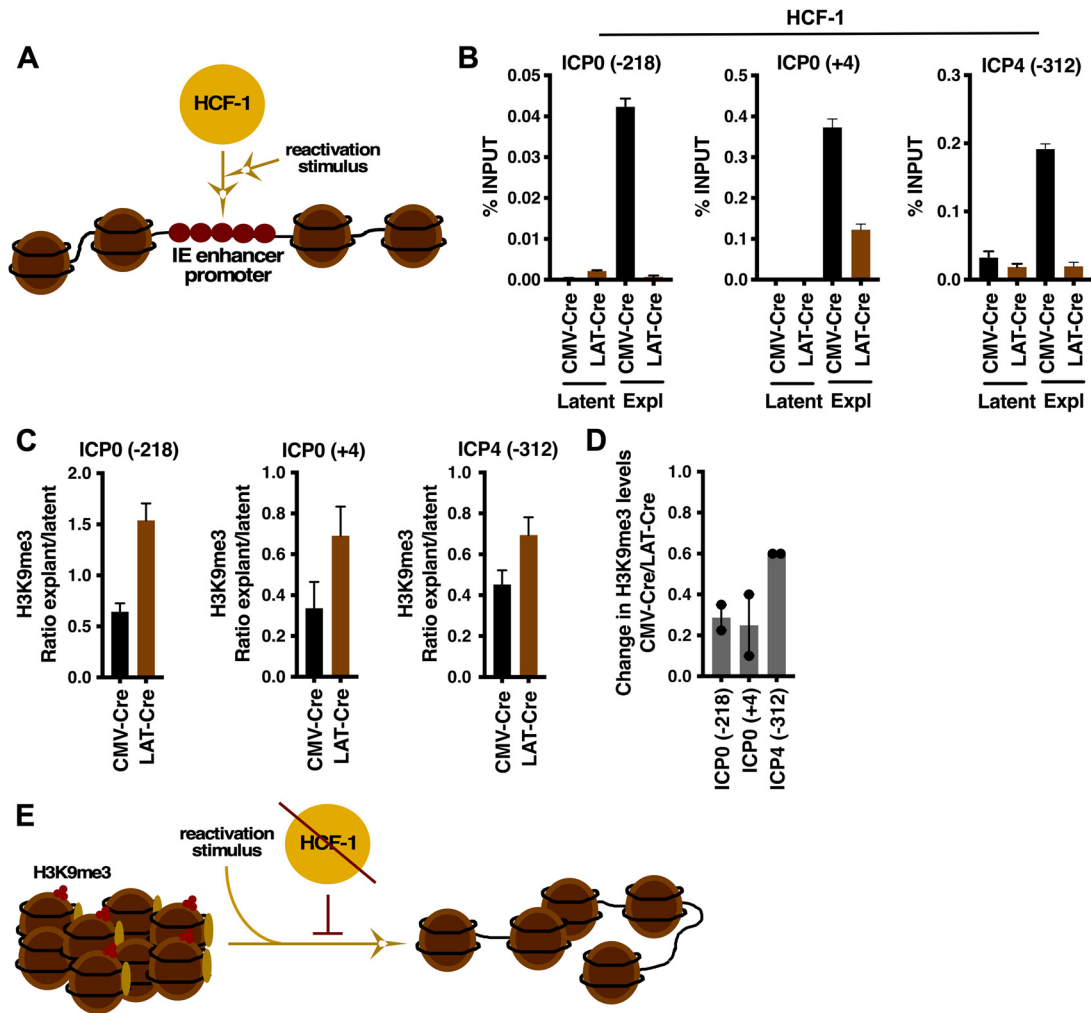 A
HCF-1
reactivation
stimulus
IE enhancer
promoter
B
HCF-1
ICP0 (-218)
% INPUT
0.05
0.04
0.03
0.02
0.01
0.00
CMV-Cre
LAT-Cre
CMV-Cre
LAT-Cre
Latent Expl
ICP0 (+4)
% INPUT
0.5
0.4
0.3
0.2
0.1
0.0
CMV-Cre
LAT-Cre
CMV-Cre
LAT-Cre
Latent Expl
ICP4 (-312)
% INPUT
0.3
0.2
0.1
0.0
CMV-Cre
LAT-Cre
CMV-Cre
LAT-Cre
Latent Expl
C
ICP0 (-218)
H3K9me3
Ratio explant/latent
2.0
1.5
1.0
0.5
0.0
CMV-Cre
LAT-Cre
ICP0 (+4)
H3K9me3
Ratio explant/latent
1.0
0.8
0.6
0.4
0.2
0.0
CMV-Cre
LAT-Cre
ICP4 (-312)
H3K9me3
Ratio explant/latent
1.0
0.8
0.6
0.4
0.2
0.0
CMV-Cre
LAT-Cre
D
Change in H3K9me3 levels
CMV-Cre/LAT-Cre
1.0
0.8
0.6
0.4
0.2
0.0
ICP0 (-218)
ICP0 (+4)
ICP4 (-312)
E
H3K9me3
reactivation
stimulus
HCF-1